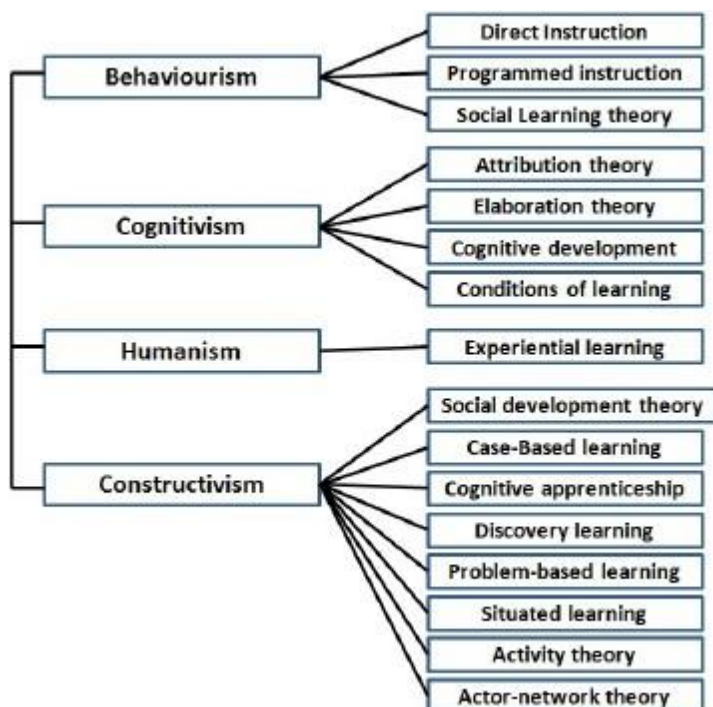 Behaviourism
Direct Instruction
Programmed instruction
Social Learning theory
Cognitivism
Attribution theory
Elaboration theory
Cognitive development
Conditions of learning
Humanism
Experiential learning
Constructivism
Social development theory
Case-Based learning
Cognitive apprenticeship
Discovery learning
Problem-based learning
Situated learning
Activity theory
Actor-network theory